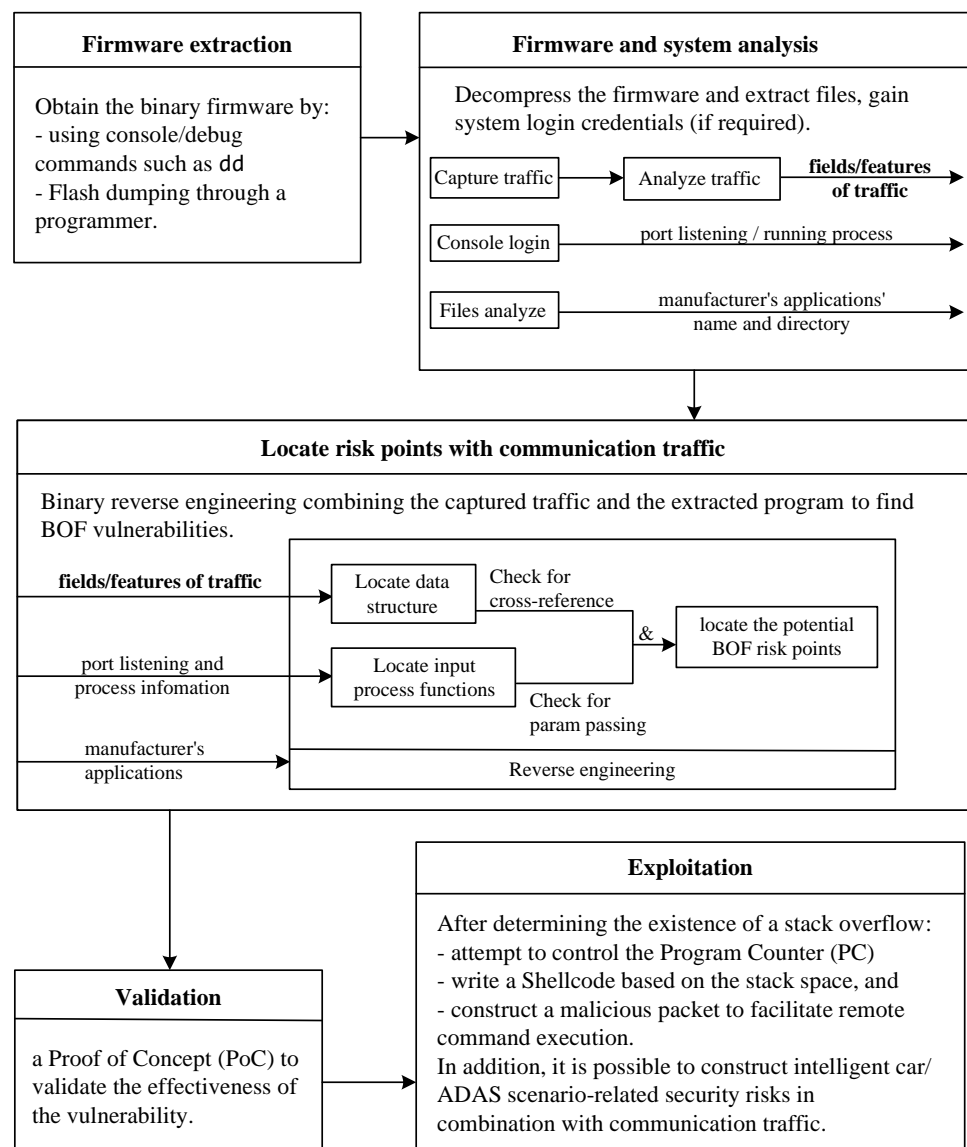 Firmware extraction
Obtain the binary firmware by:
- using console/debug
commands such as dd
- Flash dumping through a
programmer.
Firmware and system analysis
Decompress the firmware and extract files, gain
system login credentials (if required).
Capture traffic
Analyze traffic
fields/features
of traffic
Console login
port listening / running process
Files analyze
manufacturer's applications'
name and directory
Locate risk points with communication traffic
Binary reverse engineering combining the captured traffic and the extracted program to find
BOF vulnerabilities.
fields/features of traffic
Locate data
structure
Check for
cross-reference
&
locate the potential
BOF risk points
port listening and
process infomation
Locate input
process functions
Check for
param passing
manufacturer's
applications
Reverse engineering
Validation
a Proof of Concept (PoC) to
validate the effectiveness of
the vulnerability.
Exploitation
After determining the existence of a stack overflow:
- attempt to control the Program Counter (PC)
- write a Shellcode based on the stack space, and
- construct a malicious packet to facilitate remote
command execution.
In addition, it is possible to construct intelligent car/
ADAS scenario-related security risks in
combination with communication traffic.